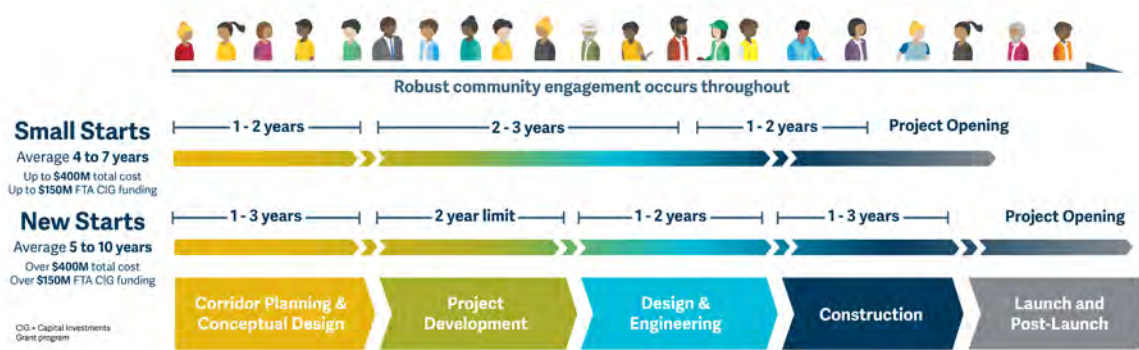 Robust community engagement occurs throughout
Small Starts
Average 4 to 7 years
Up to $400M total cost
Up to $150M FTA CIG funding
1 - 2 years
2 - 3 years
1 - 2 years
Project Opening
New Starts
Average 5 to 10 years
Over $400M total cost
Over $150M FTA CIG funding
1 - 3 years
2 year limit
1 - 2 years
1 - 3 years
Project Opening
CIG = Capital Investments
Grant program
Corridor Planning &
Conceptual Design
Project
Development
Design &
Engineering
Construction
Launch and
Post-Launch